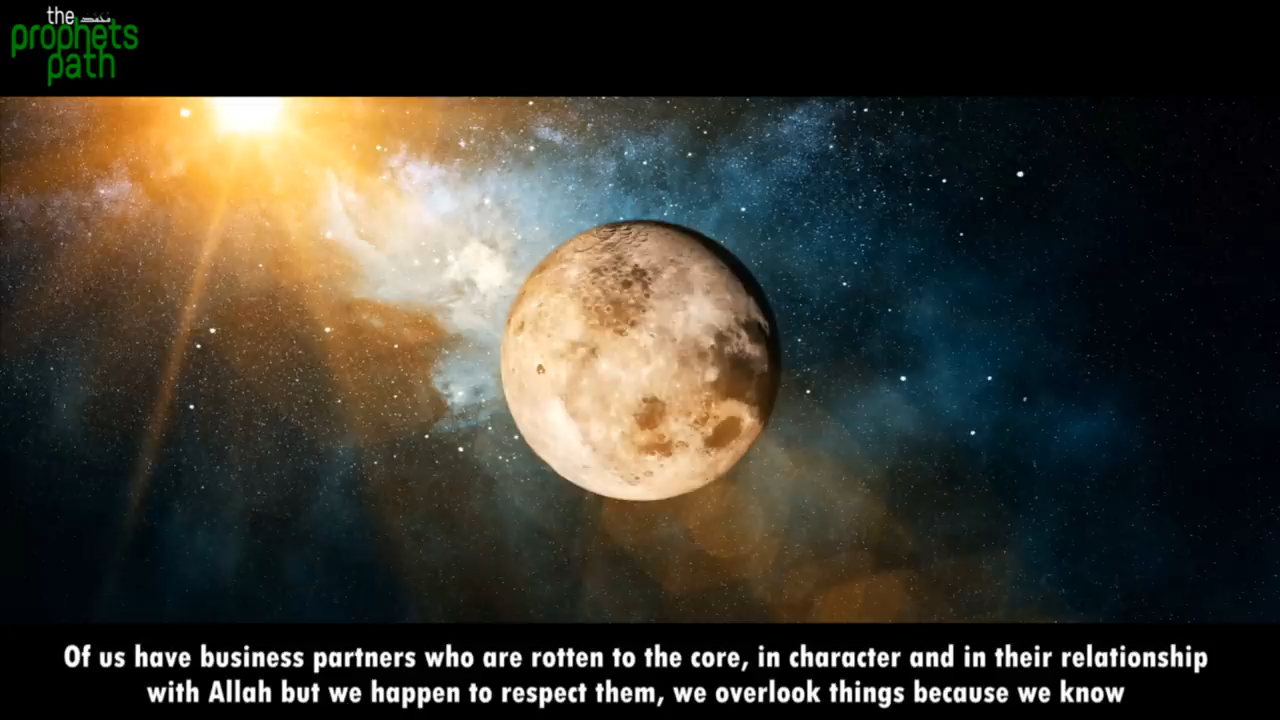 the
prophets
path
Of us have business partners who are rotten to the core, in character and in their relationship
with Allah but we happen to respect them, we overlook things because we know